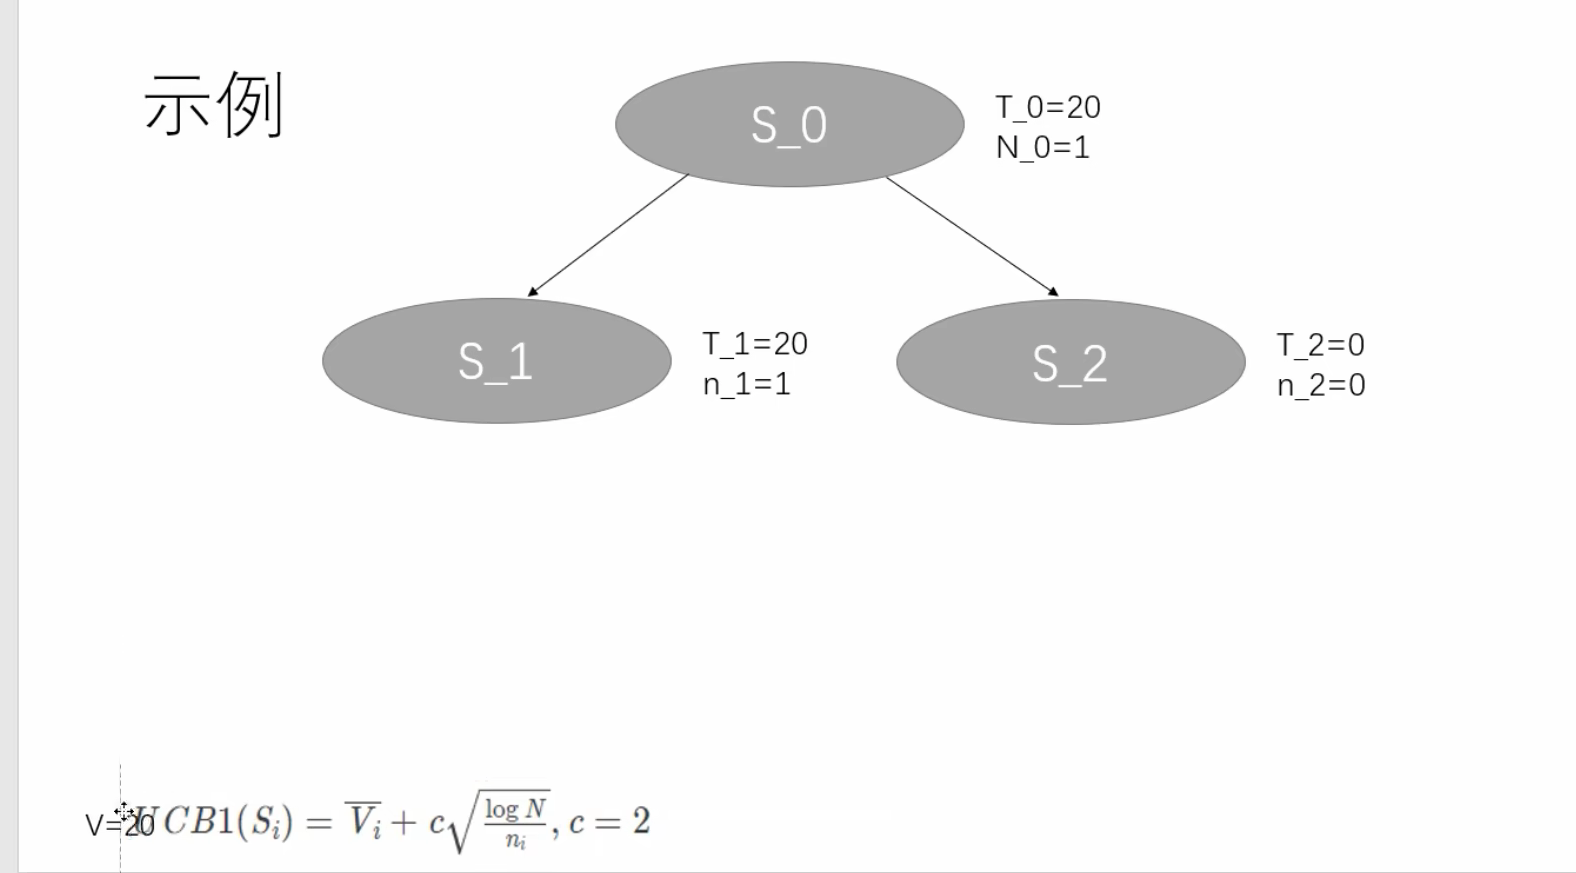 示例
S_0
T_0=20
N_0=1
S_1
T_1=20
n_1=1
S_2
T_2=0
n_2=0
V=20
UCB1(S_i) = \overline{V_i} + c\sqrt{\frac{\log N}{n_i}}, c = 2